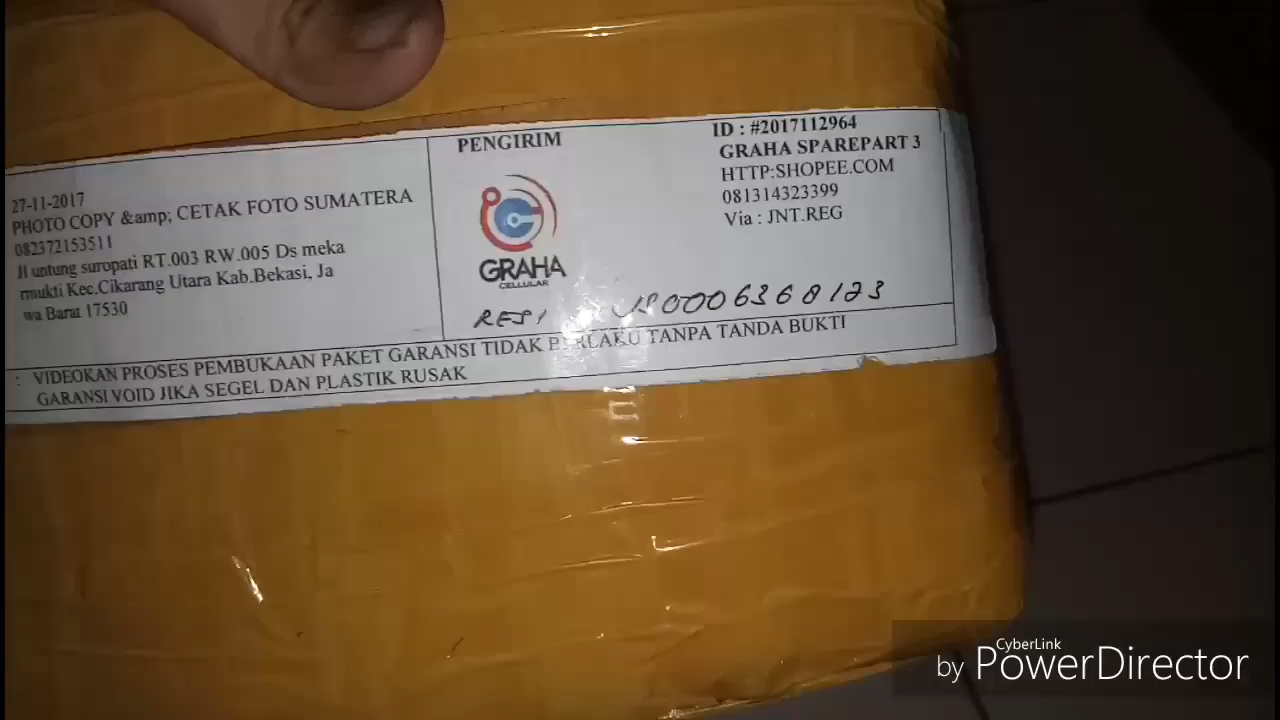 27-11-2017
PHOTO COPY &amp; CETAK FOTO SUMATERA
082372153511
Jl untung suropati RT.003 RW.005 Ds meka
rmukti Kec.Cikarang Utara Kab.Bekasi, Ja
wa Barat 17530
PENGIRIM
GRAHA
CELLULAR
ID : #2017112964
GRAHA SPAREPART 3
HTTP:SHOPEE.COM
081314323399
Via : JNT.REG
RESI
: VIDEOKAN PROSES PEMBUKAAN PAKET GARANSI TIDAK BERLAKU TANPA TANDA BUKTI
GARANSI VOID JIKA SEGEL DAN PLASTIK RUSAK
CyberLink
by PowerDirector